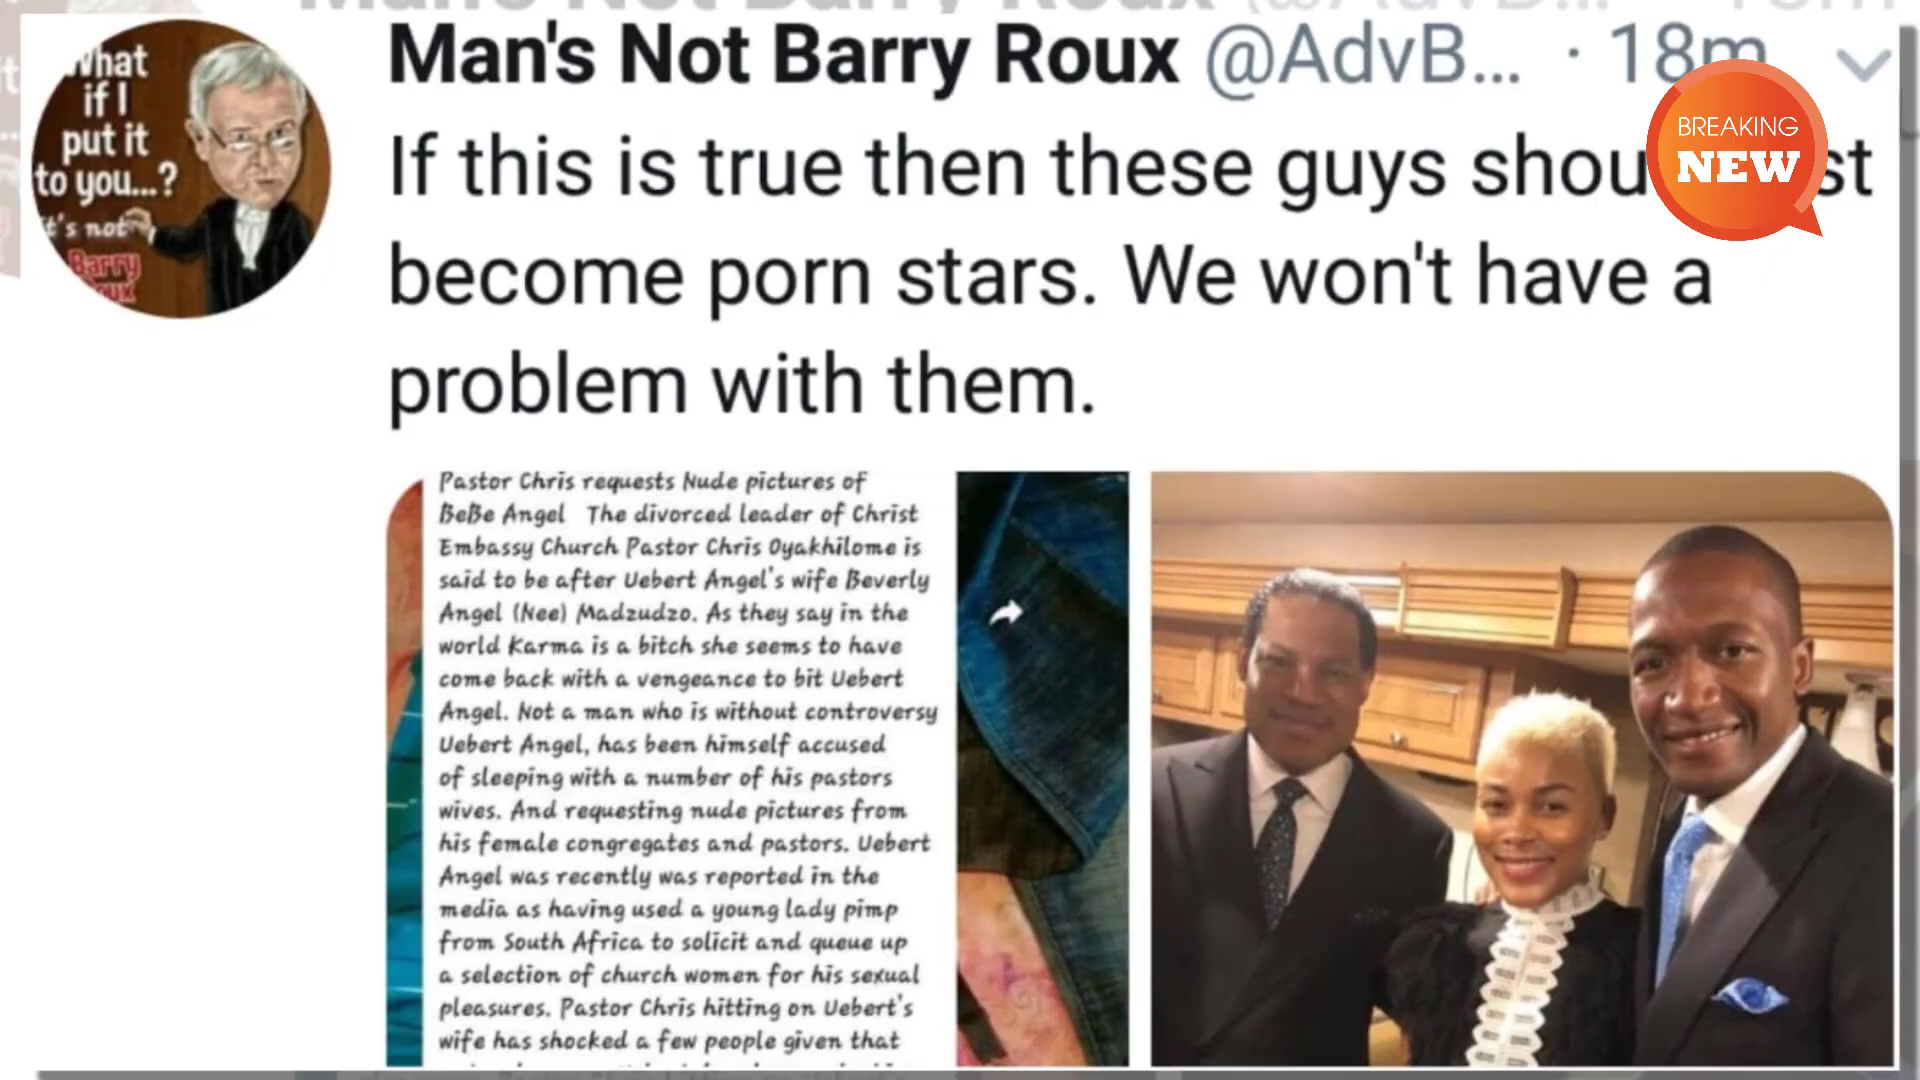 Man's Not Barry Roux @AdvB... · 18m
What
if I
put it
to you...?
it's not
Barry
Roux
BREAKING
NEW
If this is true then these guys shou st
become porn stars. We won't have a
problem with them.
Pastor Chris requests Nude pictures of
BeBe Angel The divorced leader of Christ
Embassy Church Pastor Chris Oyakhilome is
said to be after Uebert Angel's wife Beverly
Angel (Nee) Madzudzo. As they say in the
world Karma is a bitch she seems to have
come back with a vengeance to bit Uebert
Angel. Not a man who is without controversy
Uebert Angel, has been himself accused
of sleeping with a number of his pastors
wives. And requesting nude pictures from
his female congregates and pastors. Uebert
Angel was recently was reported in the
media as having used a young lady pimp
from South Africa to solicit and queue up
a selection of church women for his sexual
pleasures. Pastor Chris hitting on Uebert's
wife has shocked a few people given that